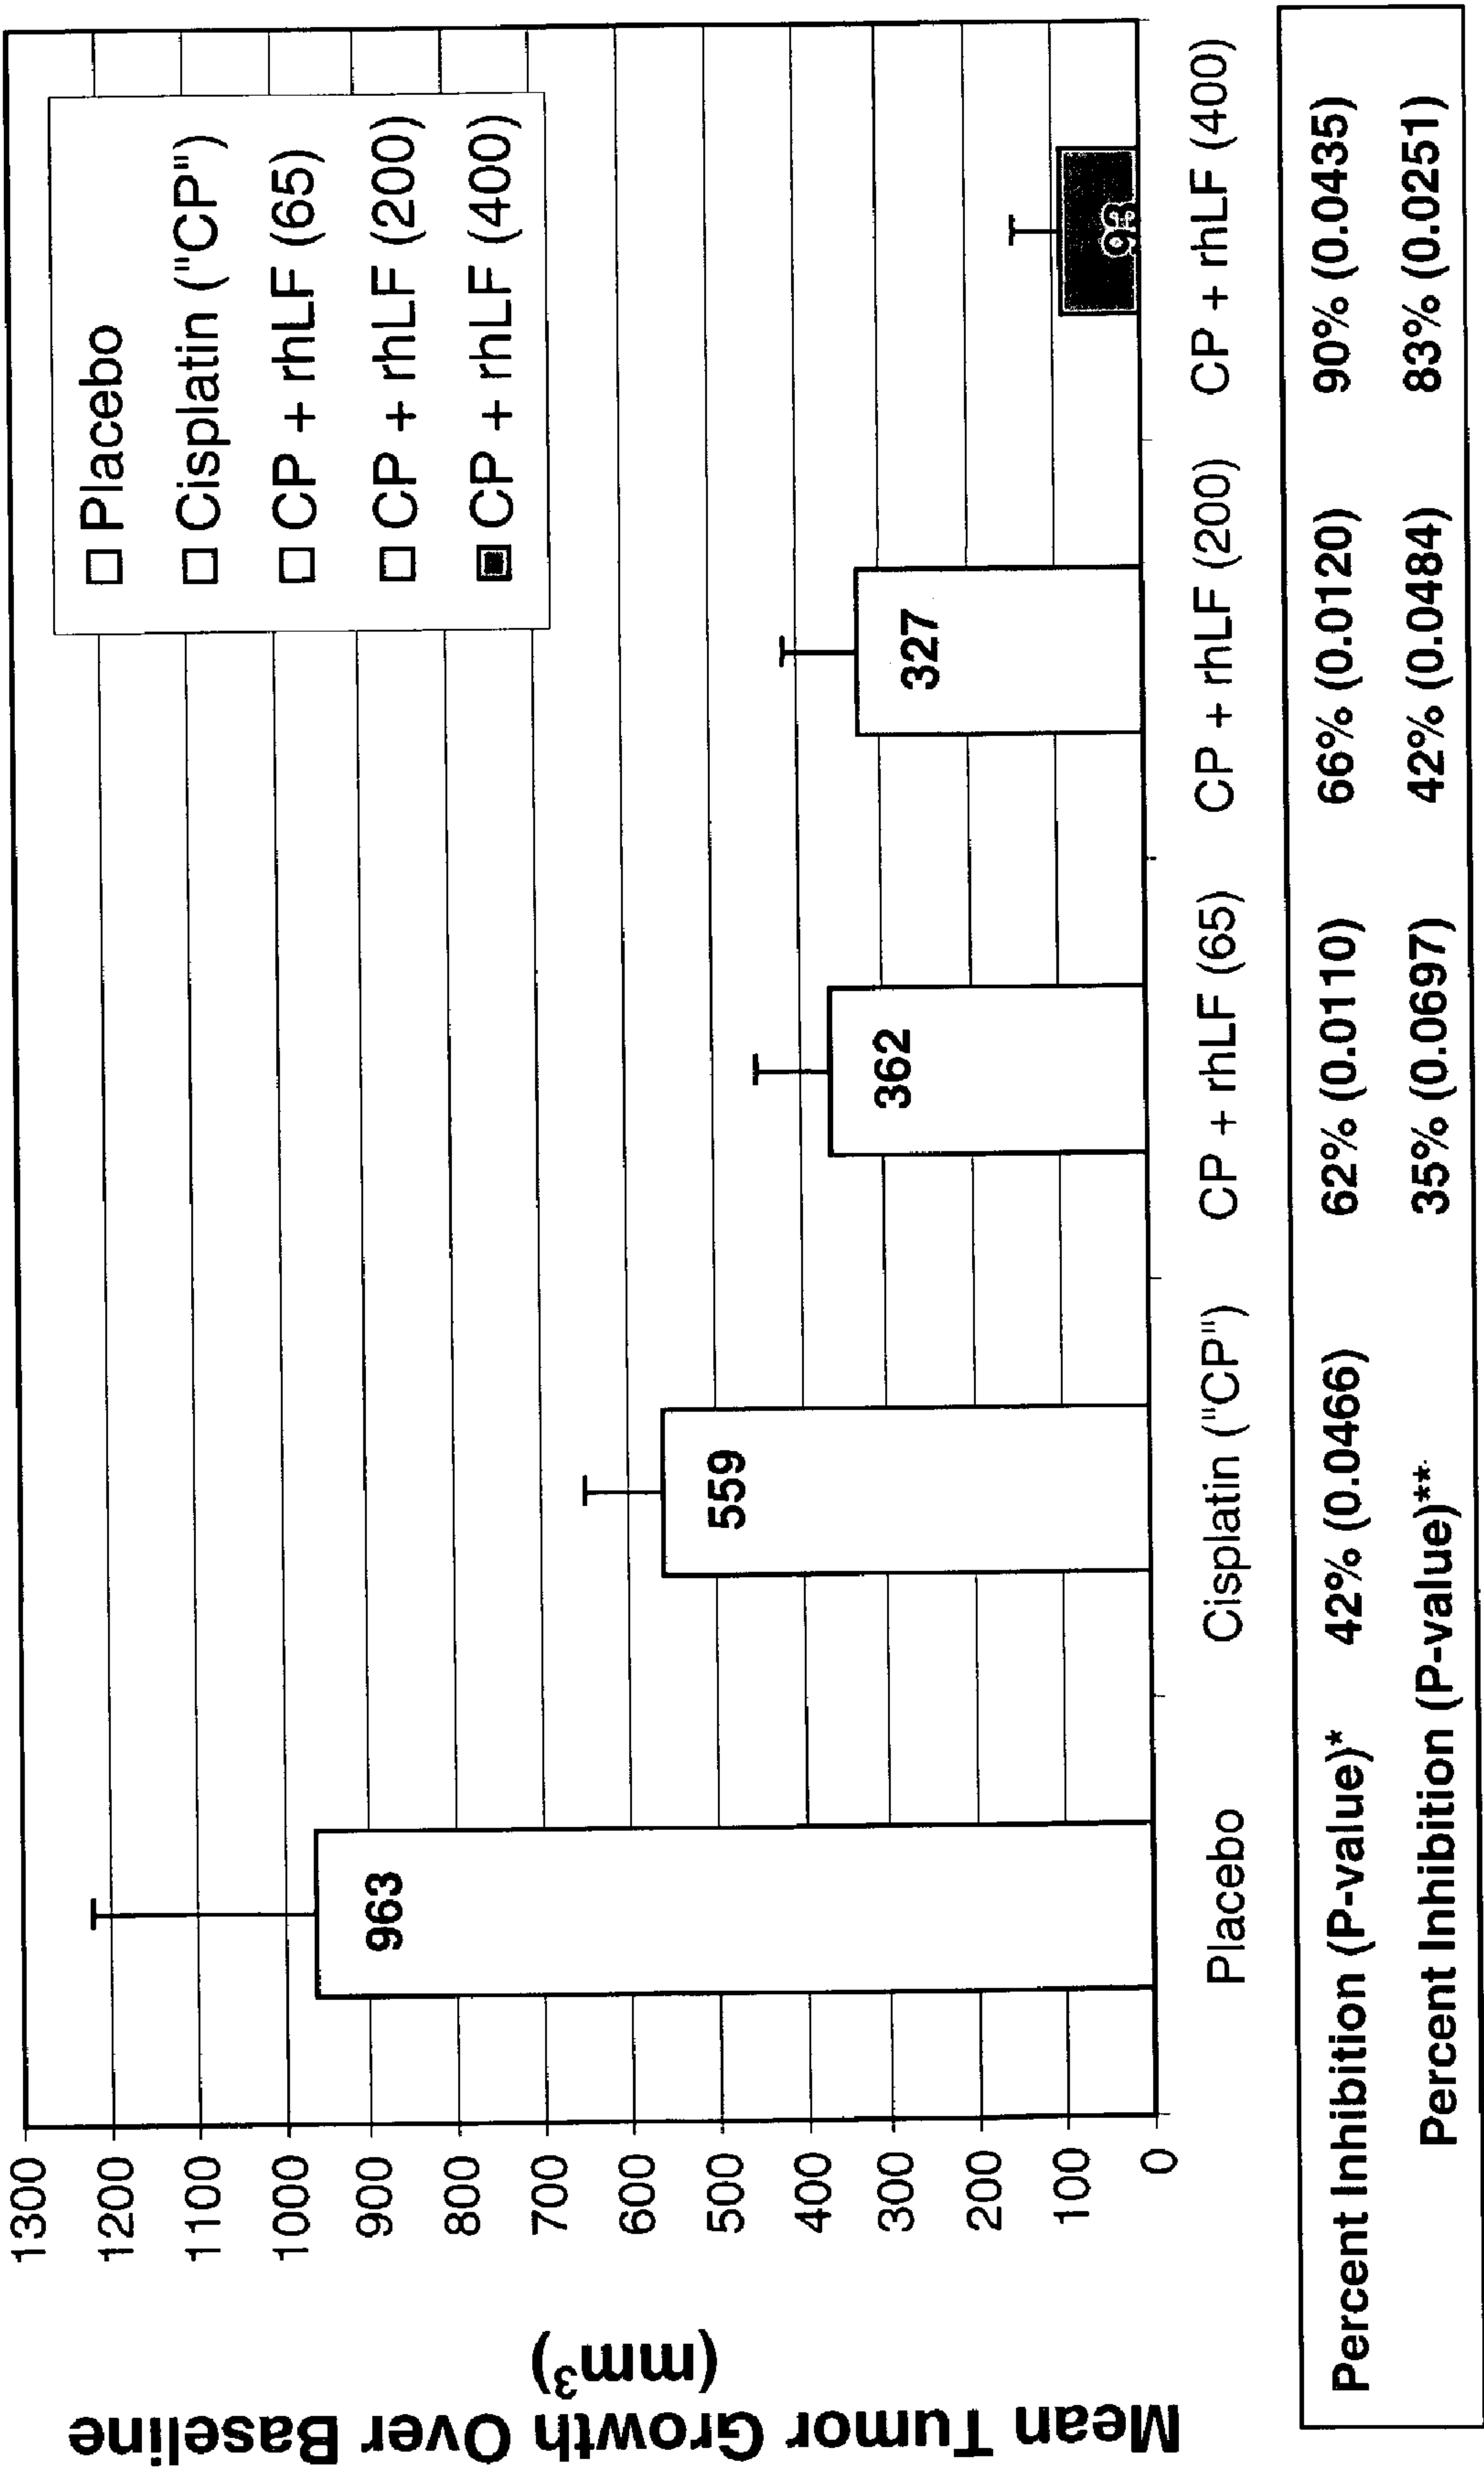 Mean Tumor Growth Over Baseline
(mm³)
1300
1200
1100
1000
900
800
700
600
500
400
300
200
100
0
Placebo
Cisplatin ("CP")
CP + rhLF (65)
CP + rhLF (200)
CP + rhLF (400)
963
559
362
327
93
Placebo
Cisplatin ("CP")
CP + rhLF (65)
CP + rhLF (200)
CP + rhLF (400)
Percent Inhibition (P-value)* 42% (0.0466) 62% (0.0110) 66% (0.0120) 90% (0.0435)
Percent Inhibition (P-value)** 35% (0.0697) 42% (0.0484) 83% (0.0251)